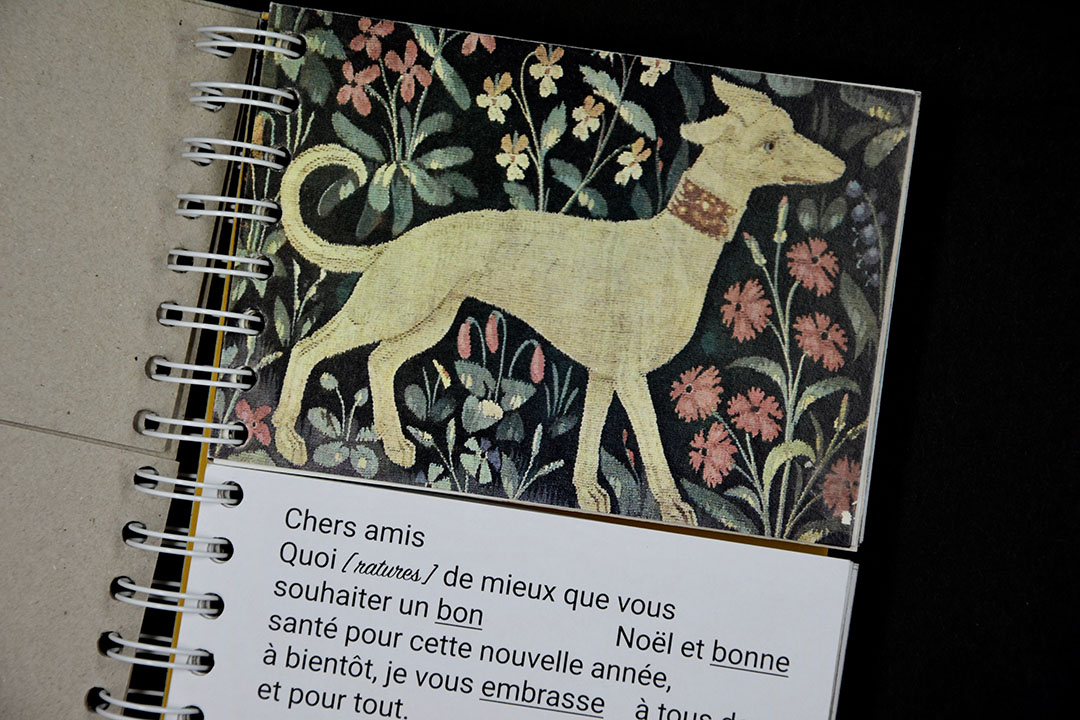 Chers amis
Quoi [ratures] de mieux que vous
souhaiter un bon Noël et bonne
santé pour cette nouvelle année,
à bientôt, je vous embrasse à tous
et pour tout.